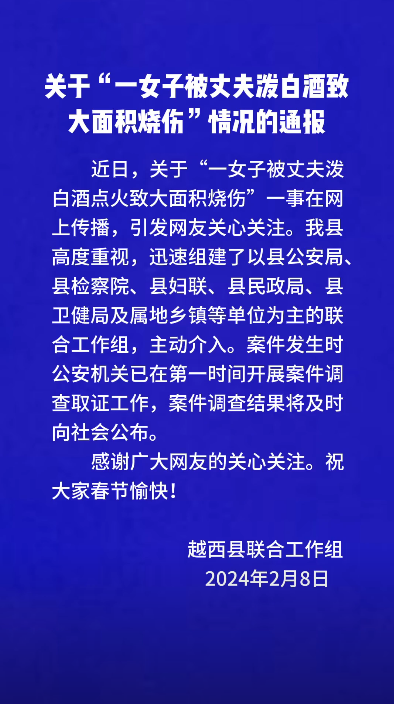 关于“一女子被丈夫泼白酒致
大面积烧伤”情况的通报
近日，关于“一女子被丈夫泼
白酒点火致大面积烧伤”一事在网
上传播，引发网友关心关注。我县
高度重视，迅速组建了以县公安局、
县检察院、县妇联、县民政局、县
卫健局及属地乡镇等单位为主的联
合工作组，主动介入。案件发生时
公安机关已在第一时间开展案件调
查取证工作，案件调查结果将及时
向社会公布。
感谢广大网友的关心关注。祝
大家春节愉快！
越西县联合工作组
2024年2月8日